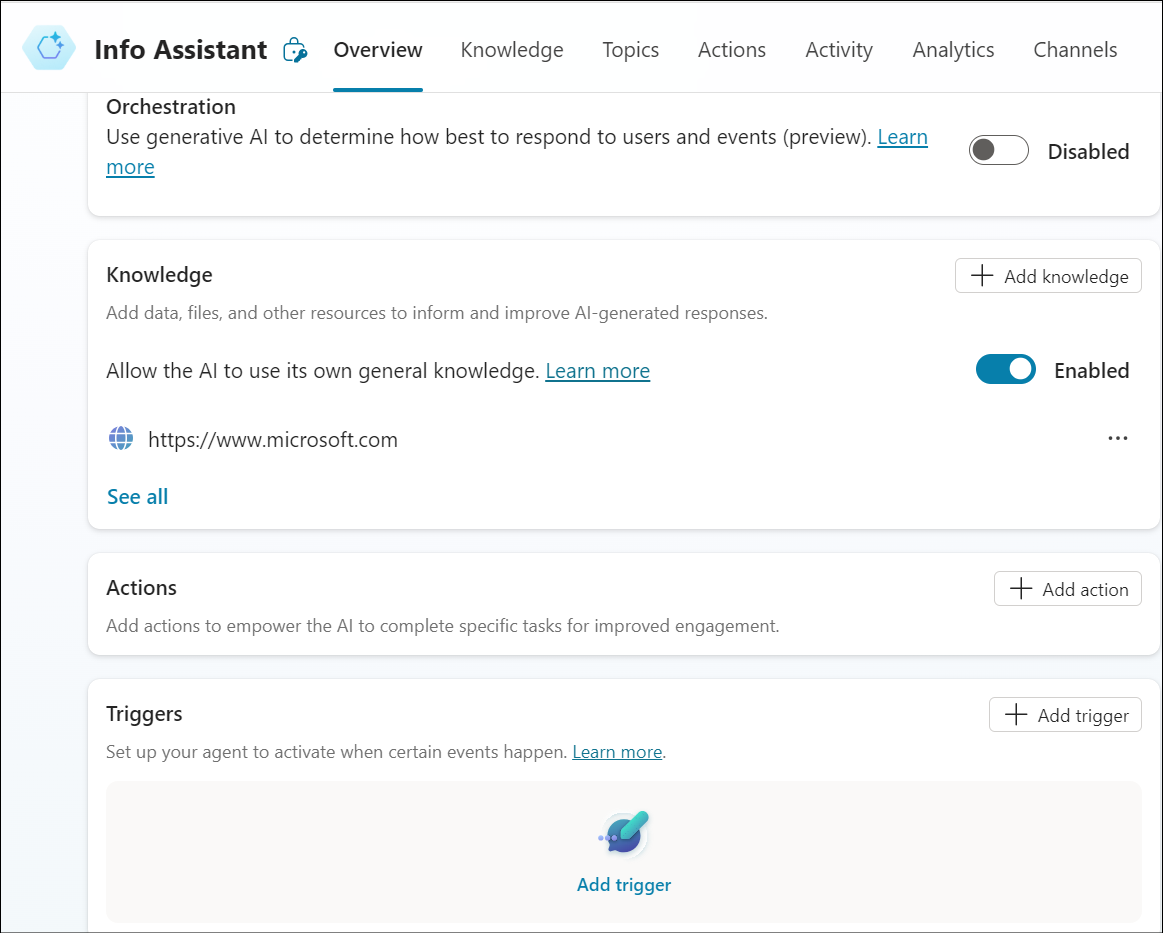 Info Assistant
Overview
Knowledge
Topics
Actions
Activity
Analytics
Channels
Orchestration
Use generative AI to determine how best to respond to users and events (preview). Learn
more
Disabled
Knowledge
Add knowledge
Add data, files, and other resources to inform and improve AI-generated responses.
Allow the AI to use its own general knowledge. Learn more
Enabled
https://www.microsoft.com
See all
Actions
Add action
Add actions to empower the AI to complete specific tasks for improved engagement.
Triggers
Add trigger
Set up your agent to activate when certain events happen. Learn more.
Add trigger